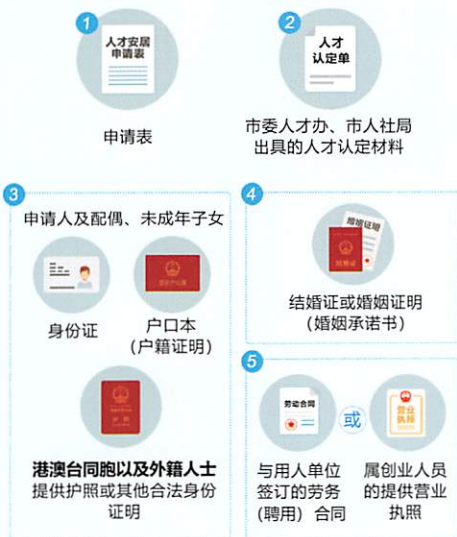 1
人才安居
申请表
申请表
2
人才
认定单
市委人才办、市人社局
出具的人才认定材料
3
申请人及配偶、未成年子女
身份证
户口本
(户籍证明)
港澳台同胞以及外籍人士
提供护照或其他合法身份
证明
4
婚姻证明
结婚证
结婚证或婚姻证明
(婚姻承诺书)
5
劳动合同
或
营业
执照
与用人单位
签订的劳务
(聘用)合同
属创业人员
的提供营业
执照